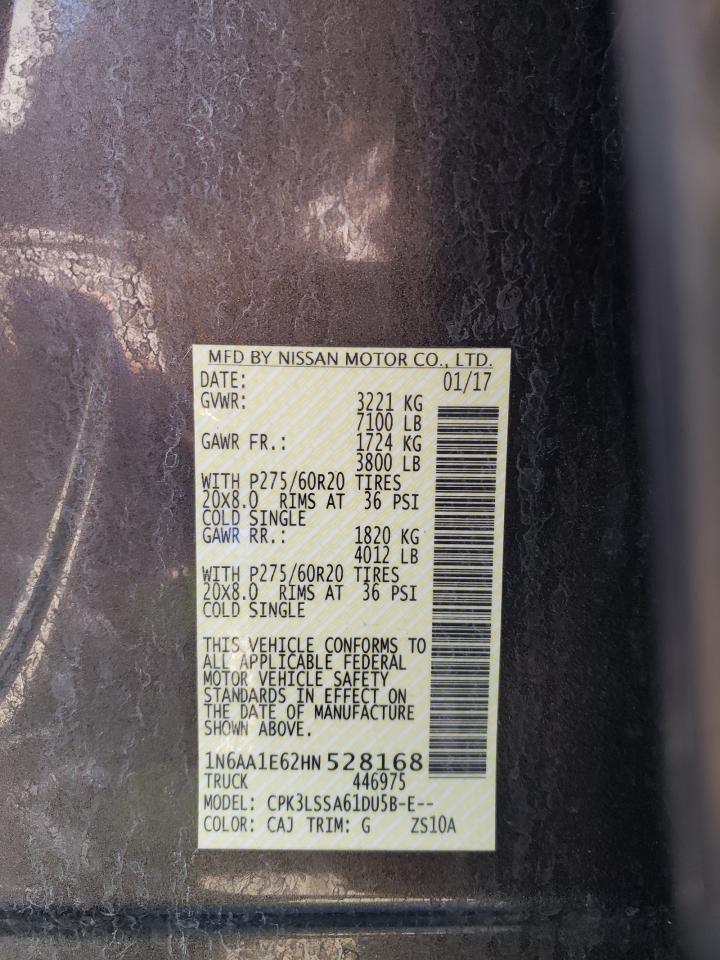 MFD BY NISSAN MOTOR CO., LTD.
DATE: 01/17
GVWR: 3221 KG
7100 LB
GAWR FR.: 1724 KG
3800 LB
WITH P275/60R20 TIRES
20X8.0 RIMS AT 36 PSI
COLD SINGLE
GAWR RR.: 1820 KG
4012 LB
WITH P275/60R20 TIRES
20X8.0 RIMS AT 36 PSI
COLD SINGLE
THIS VEHICLE CONFORMS TO
ALL APPLICABLE FEDERAL
MOTOR VEHICLE SAFETY
STANDARDS IN EFFECT ON
THE DATE OF MANUFACTURE
SHOWN ABOVE.
1N6AA1E62HN 528168
TRUCK 446975
MODEL: CPK3LSSA61DU5B-E--
COLOR: CAJ TRIM: G ZS10A